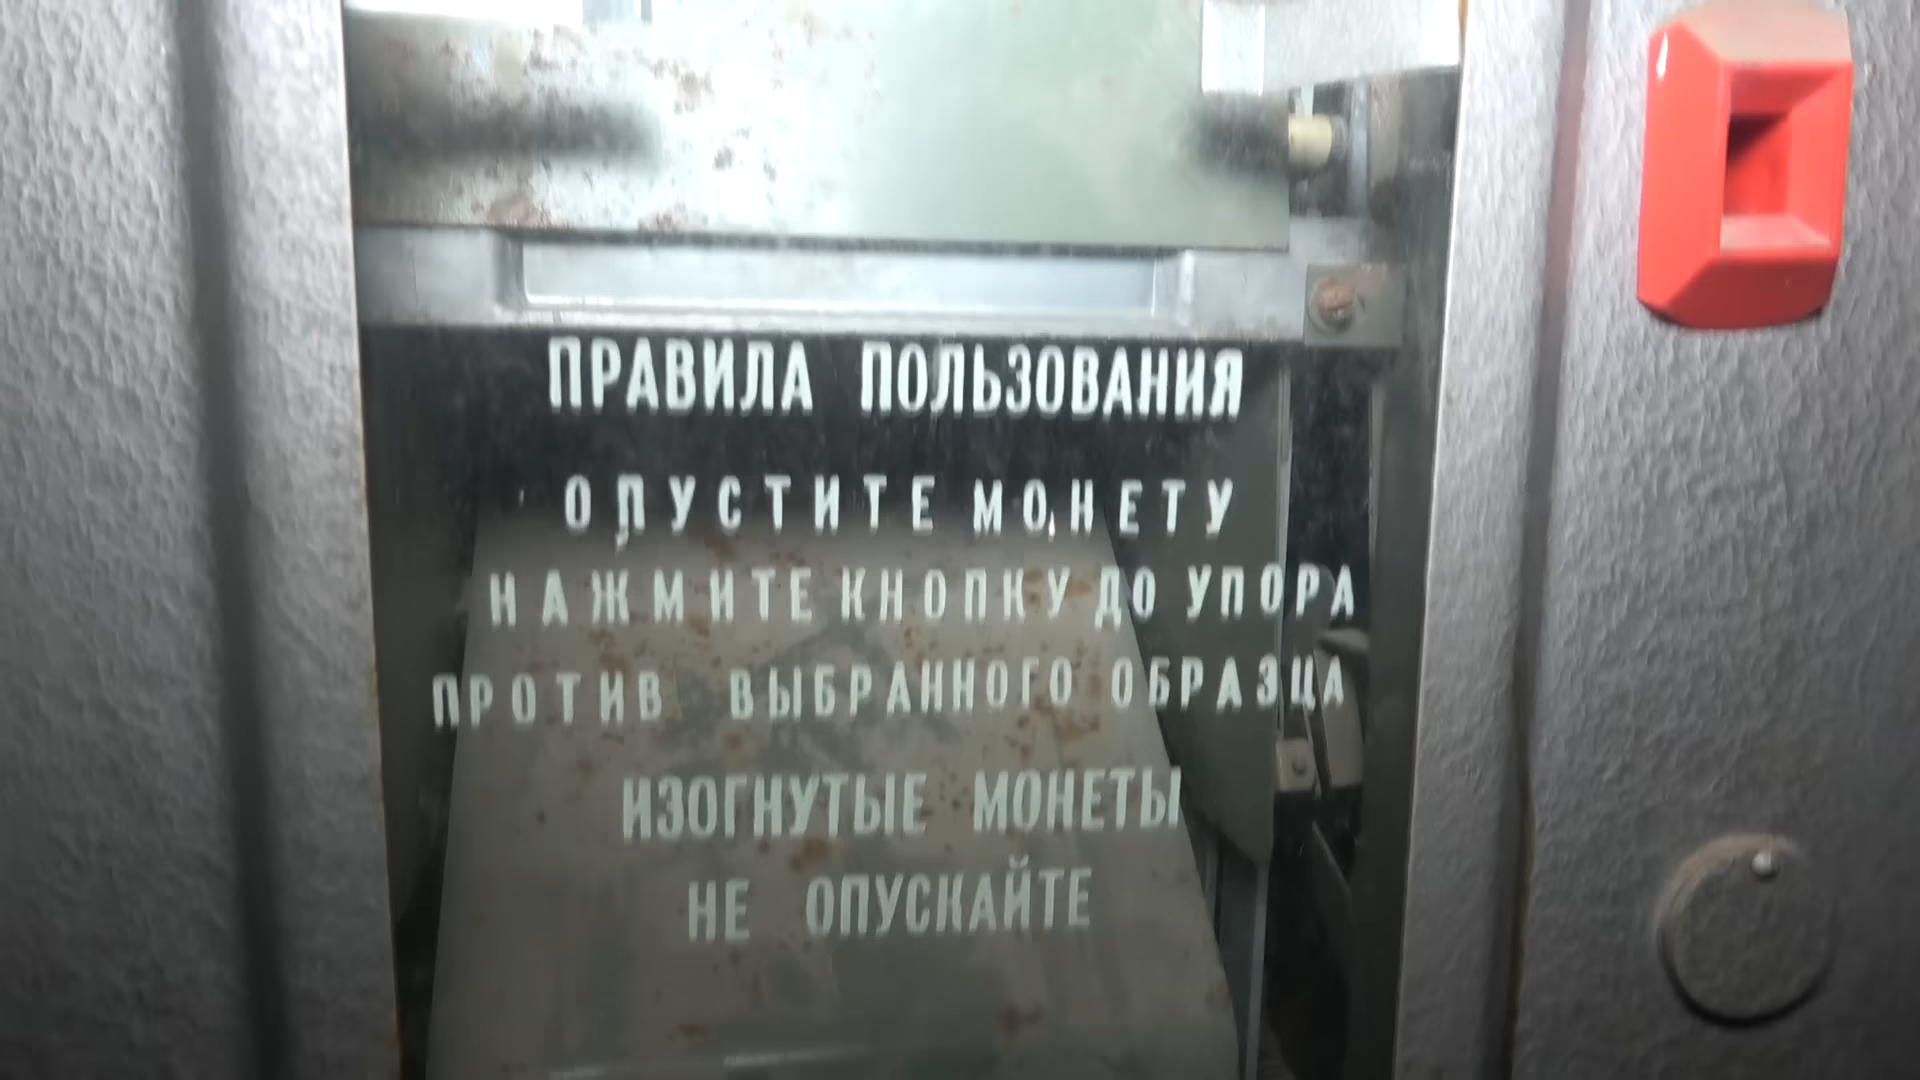 ПРАВИЛА ПОЛЬЗОВАНИЯ
ОПУСТИТЕ МОНЕТУ
НАЖМИТЕ КНОПКУ ДО УПОРА
ПРОТИВ ВЫБРАННОГО ОБРАЗЦА
ИЗОГНУТЫЕ МОНЕТЫ
НЕ ОПУСКАЙТЕ